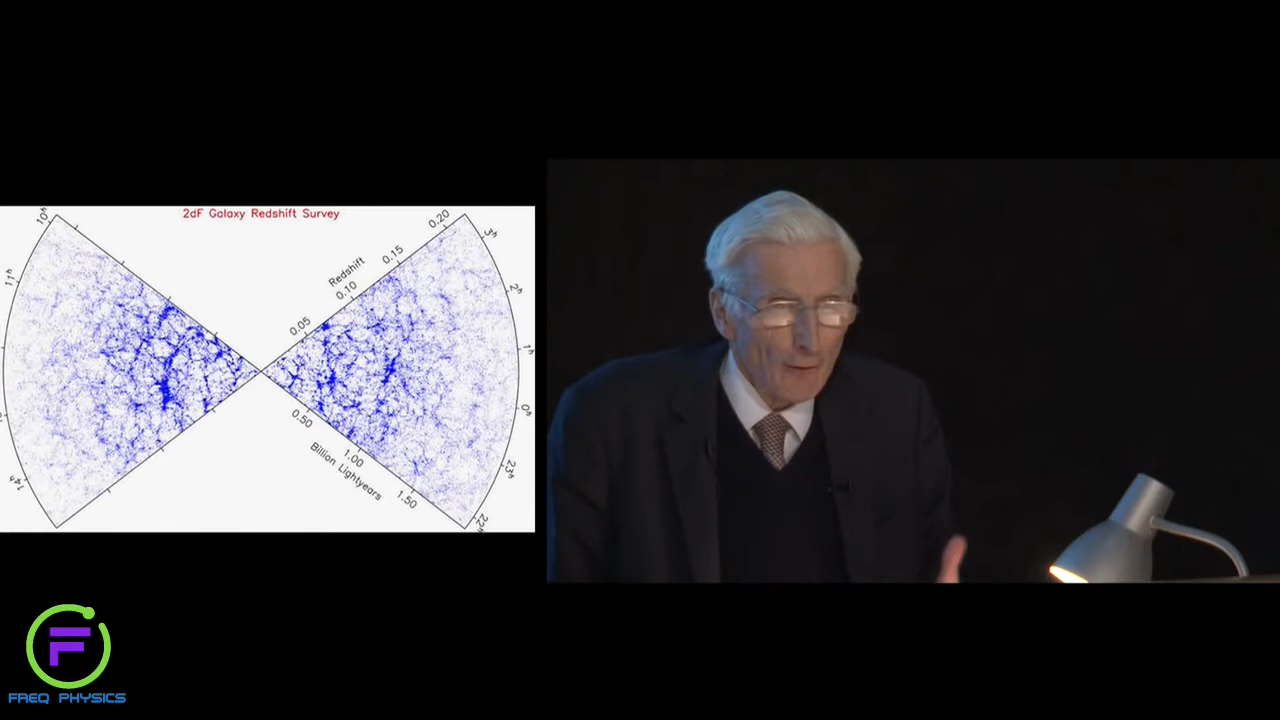 2dF Galaxy Redshift Survey
10ʰ
11ʰ
14ʰ
Redshift
0.05
0.10
0.15
0.20
3ʰ
2ʰ
1ʰ
0ʰ
23ʰ
22ʰ
0.50
1.00
1.50
Billion Lightyears
F
FREQ PHYSICS